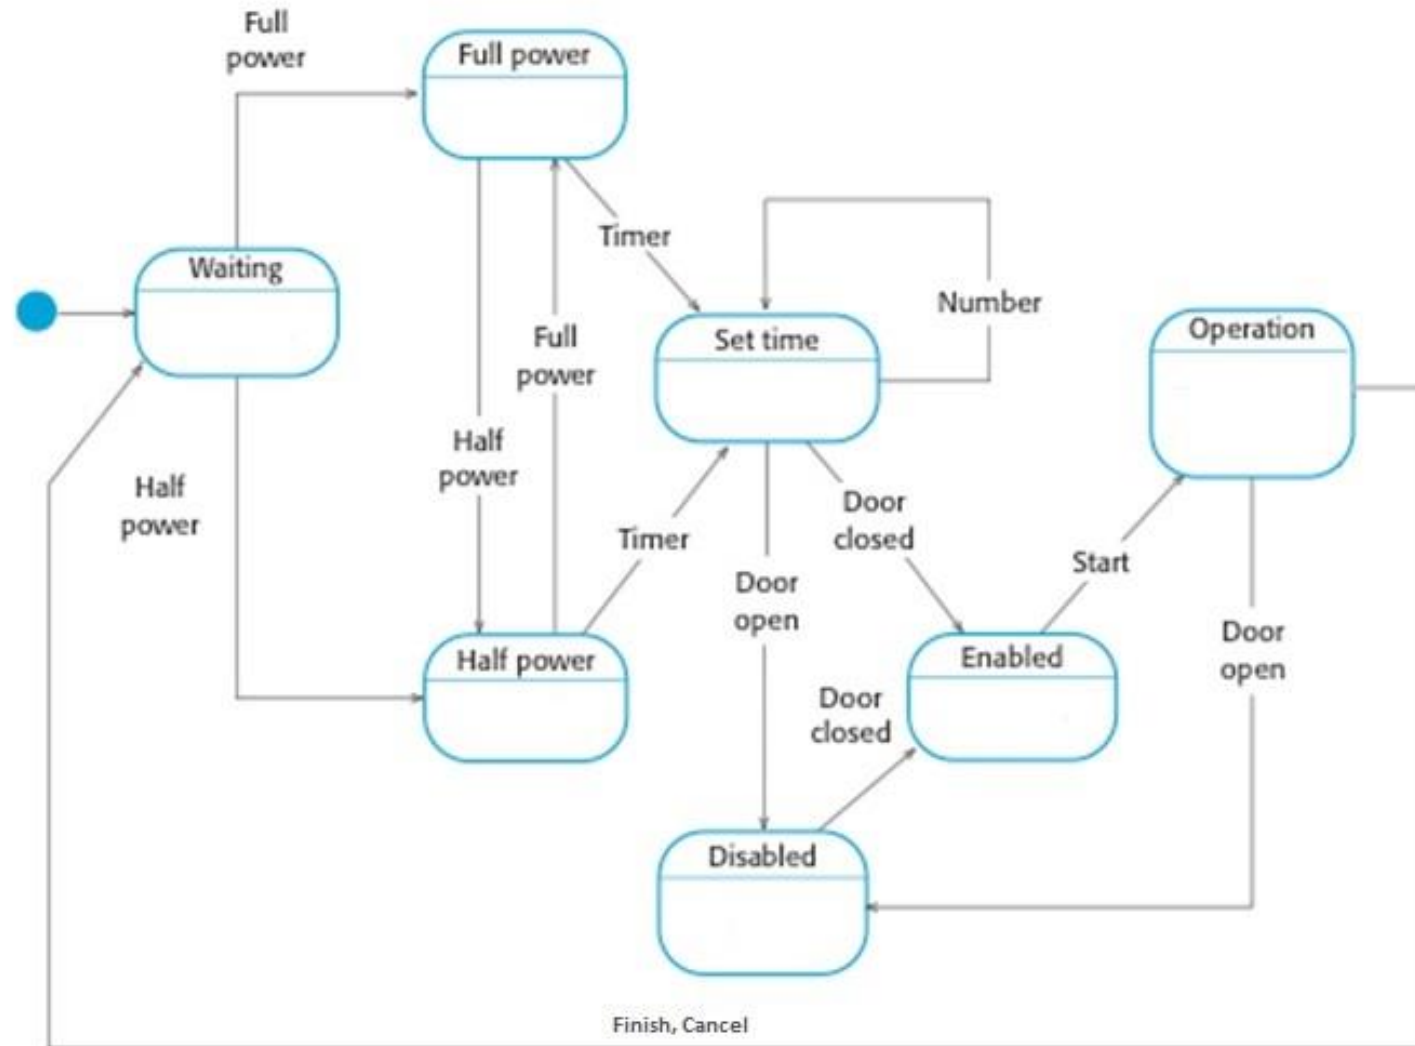 Full
power
Full power
Timer
Waiting
Number
Set time
Operation
Full
power
Half
power
Half
power
Timer
Door
closed
Door
open
Start
Door
open
Half power
Enabled
Door
closed
Disabled
Finish, Cancel